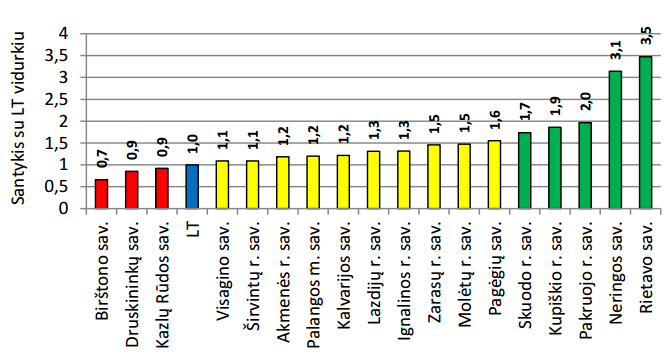 Santykis su LT vidurkiu
4
3,5
3
2,5
2
1,5
1
0,5
0
0,7
0,9
0,9
1,0
1,1
1,1
1,2
1,2
1,2
1,3
1,3
1,5
1,5
1,6
1,7
1,9
2,0
3,1
3,5
Birštono sav.
Druskininkų sav.
Kazlų Rūdos sav.
LT
Visagino sav.
Širvintų r. sav.
Akmenės r. sav.
Palangos m. sav.
Kalvarijos sav.
Lazdijų r. sav.
Ignalinos r. sav.
Zarasų r. sav.
Molėtų r. sav.
Pagėgių sav.
Skuodo r. sav.
Kupiškio r. sav.
Pakruojo r. sav.
Neringos sav.
Rietavo sav.